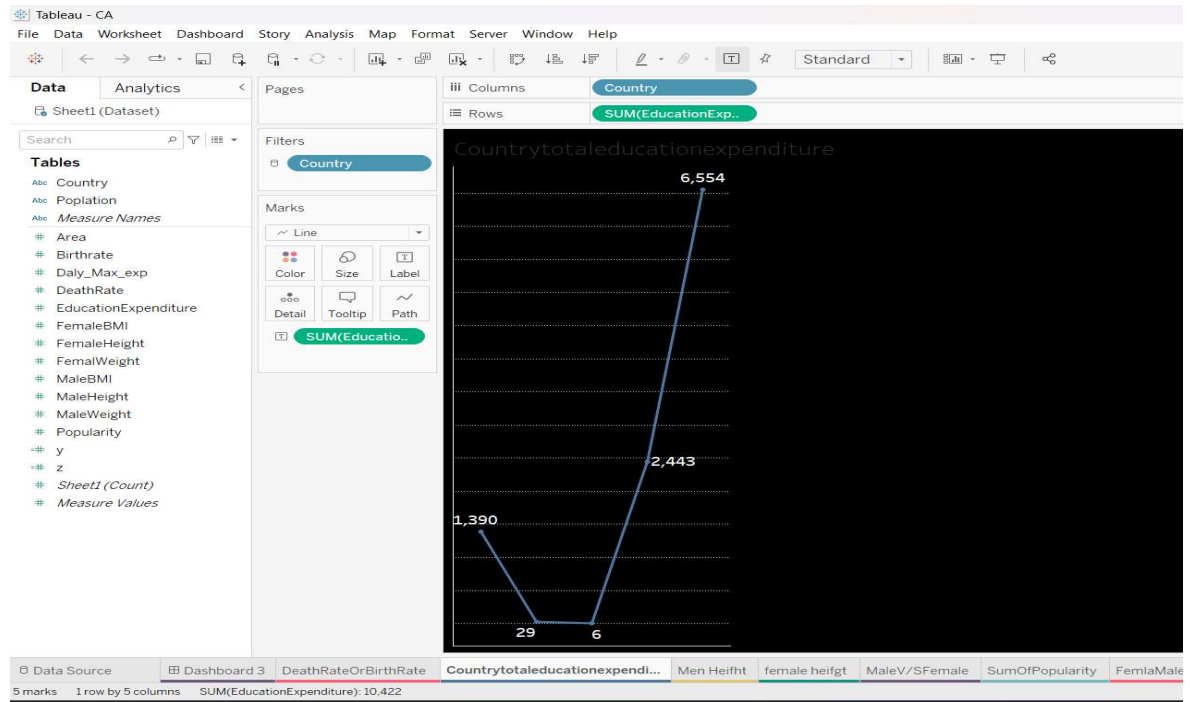 Tableau - CA
File Data Worksheet Dashboard Story Analysis Map Format Server Window Help
Standard
Data Analytics <
Sheet1 (Dataset)
Search
Tables
Abc Country
Abc Poplation
Abc Measure Names
# Area
# Birthrate
# Daly_Max_exp
# DeathRate
# EducationExpenditure
# FemaleBMI
# FemaleHeight
# FemalWeight
# MaleBMI
# MaleHeight
# MaleWeight
# Popularity
=# y
=# z
# Sheet1 (Count)
# Measure Values
Pages
Filters
Country
Marks
Line
Color Size Label
Detail Tooltip Path
T SUM(Educatio..
iii Columns Country
Rows SUM(EducationExp..
Countrytotaleducationexpenditure
6,554
2,443
1,390
29
6
Data Source Dashboard 3 DeathRateOrBirthRate Countrytotaleducationexpendi... Men Heifht female heifgt MaleV/SFemale SumOfPopularity FemlaMale
5 marks 1 row by 5 columns SUM(EducationExpenditure): 10,422